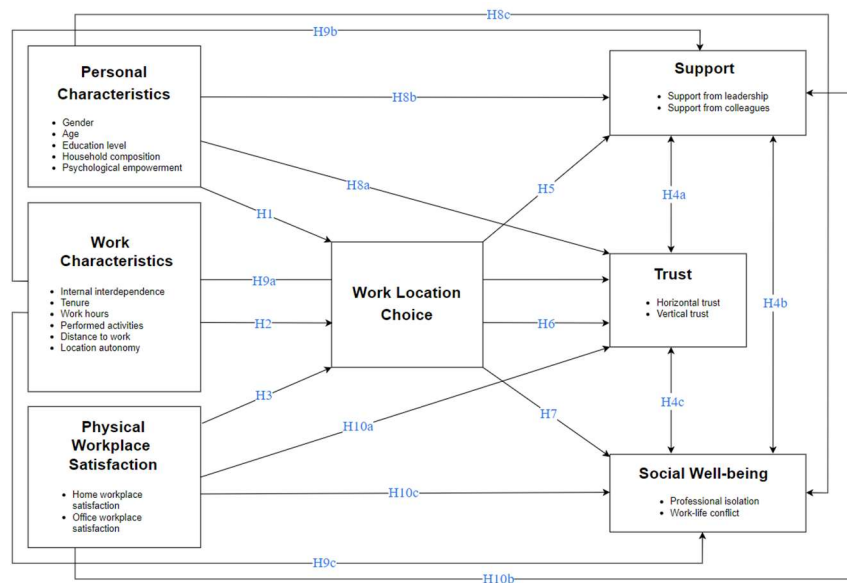 H8c
H9b
Personal
Characteristics
• Gender
• Age
• Education level
• Household composition
• Psychological empowerment
Support
• Support from leadership
• Support from colleagues
H8b
H8a
H5
H4a
H1
Work
Characteristics
• Internal interdependence
• Tenure
• Work hours
• Performed activities
• Distance to work
• Location autonomy
H9a
H2
Work Location
Choice
Trust
• Horizontal trust
• Vertical trust
H4b
H6
H3
H10a
H7
H4c
Physical
Workplace
Satisfaction
• Home workplace
satisfaction
• Office workplace
satisfaction
H10c
Social Well-being
• Professional isolation
• Work-life conflict
H9c
H10b